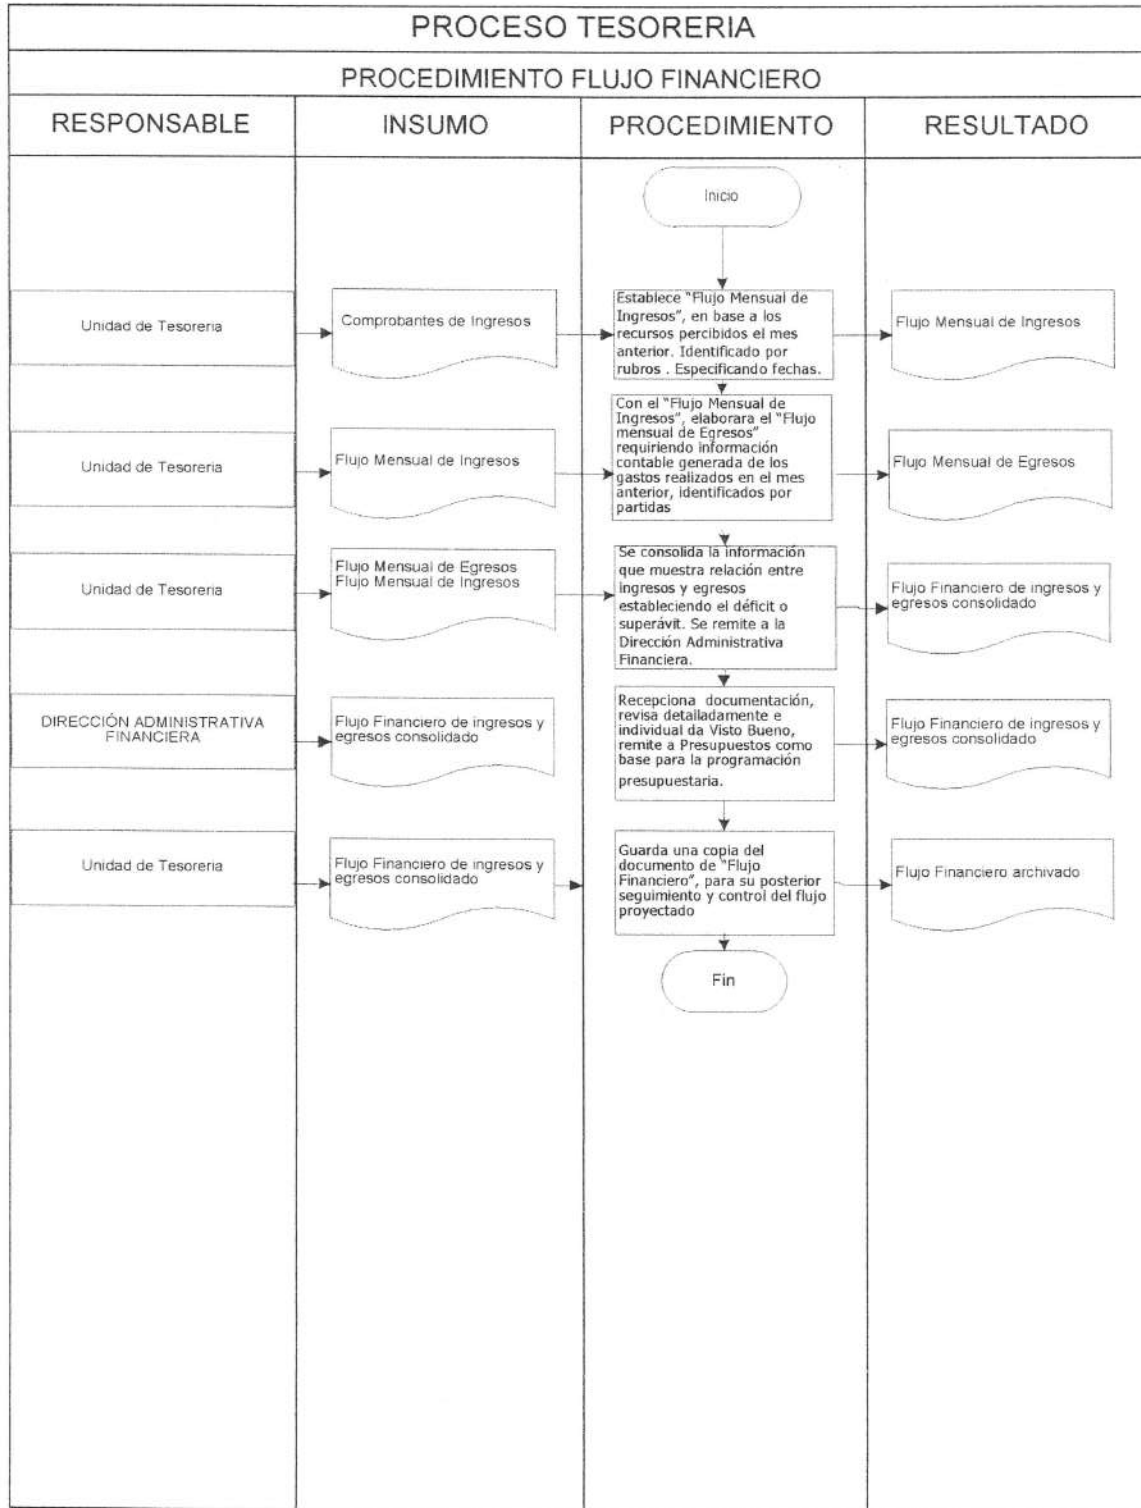 PROCESO TESORERIA
PROCEDIMIENTO FLUJO FINANCIERO
RESPONSABLE
INSUMO
PROCEDIMIENTO
RESULTADO
Inicio
Unidad de Tesoreria
Comprobantes de Ingresos
Establece "Flujo Mensual de
Ingresos", en base a los
recursos percibidos el mes
anterior. Identificado por
rubros . Especificando fechas.
Flujo Mensual de Ingresos
Unidad de Tesoreria
Flujo Mensual de Ingresos
Con el "Flujo Mensual de
Ingresos", elaborara el "Flujo
mensual de Egresos"
requiriendo información
contable generada de los
gastos realizados en el mes
anterior, identificados por
partidas
Flujo Mensual de Egresos
Unidad de Tesoreria
Flujo Mensual de Egresos
Flujo Mensual de Ingresos
Se consolida la información
que muestra relación entre
ingresos y egresos
estableciendo el déficit o
superávit. Se remite a la
Dirección Administrativa
Financiera.
Flujo Financiero de ingresos y
egresos consolidado
DIRECCIÓN ADMINISTRATIVA
FINANCIERA
Flujo Financiero de ingresos y
egresos consolidado
Recepciona documentación,
revisa detalladamente e
individual da Visto Bueno,
remite a Presupuestos como
base para la programación
presupuestaria.
Flujo Financiero de ingresos y
egresos consolidado
Unidad de Tesoreria
Flujo Financiero de ingresos y
egresos consolidado
Guarda una copia del
documento de "Flujo
Financiero", para su posterior
seguimiento y control del flujo
proyectado
Flujo Financiero archivado
Fin